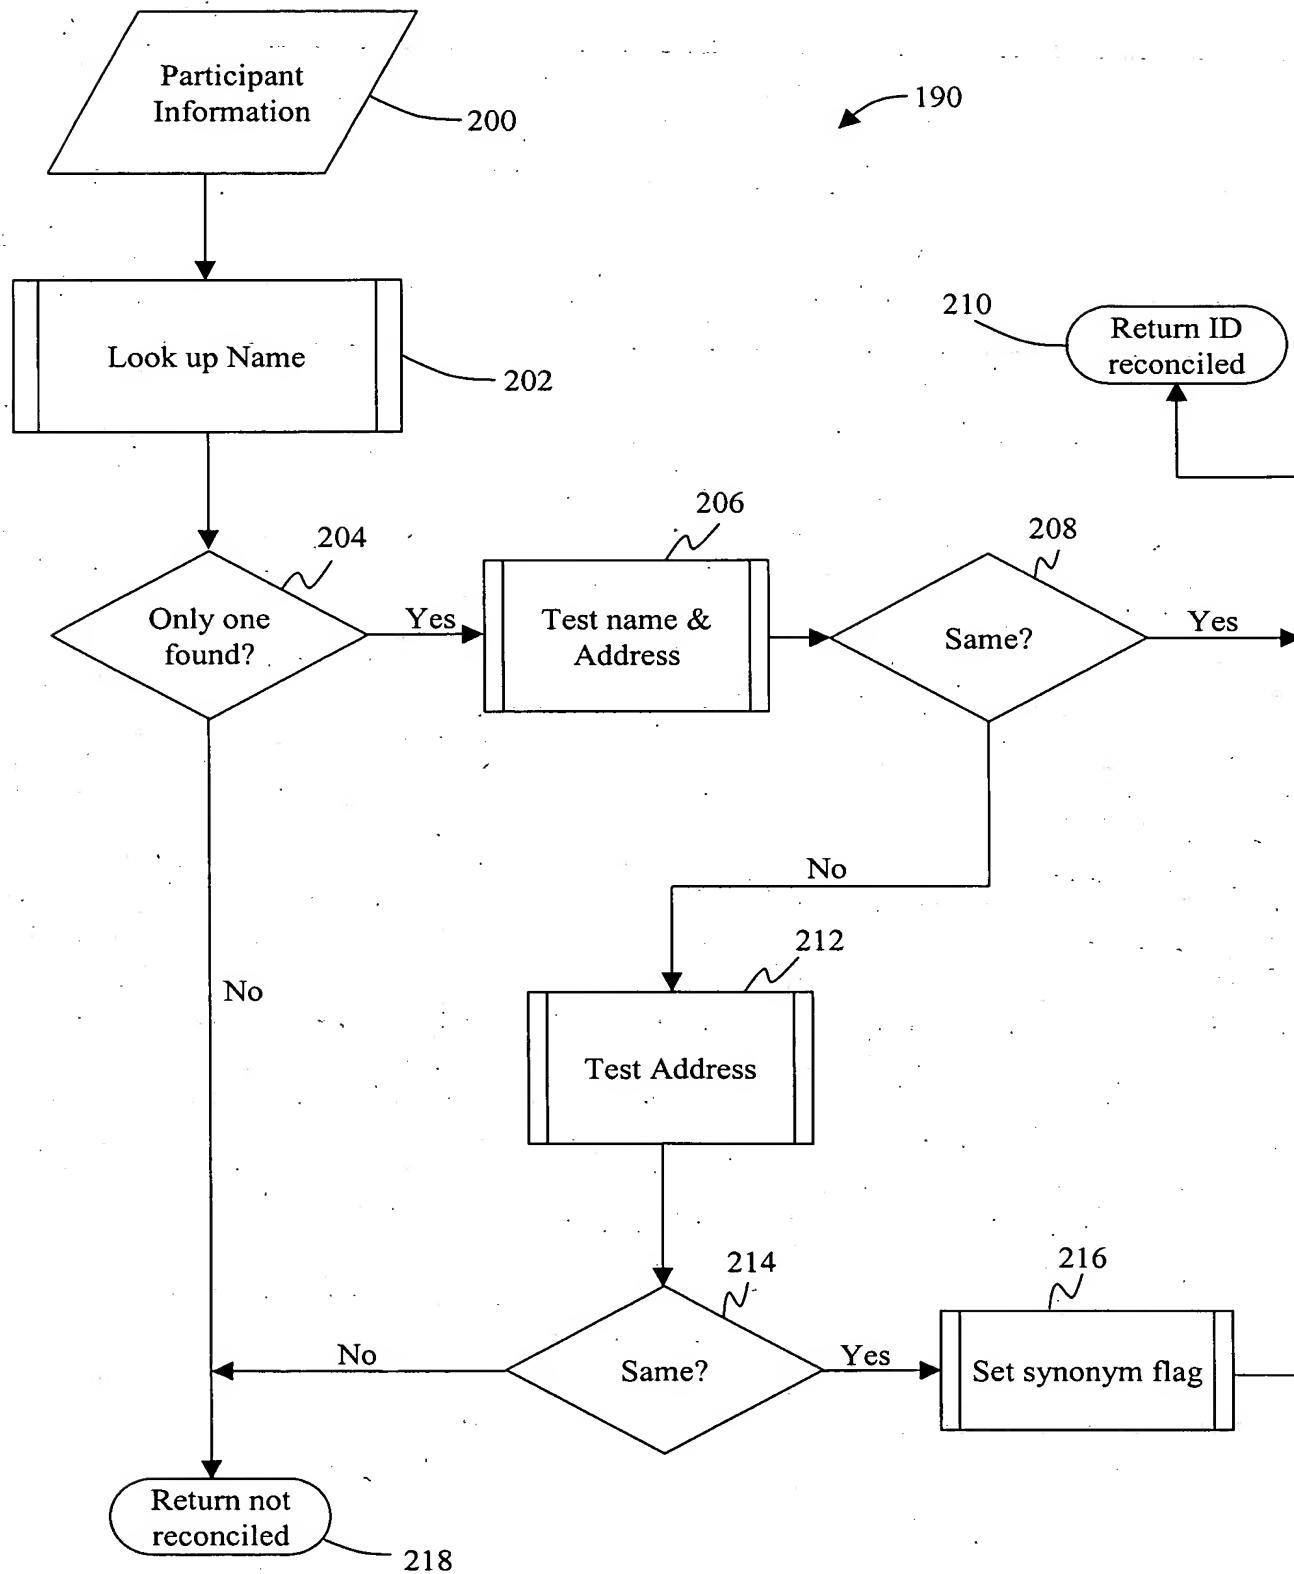 Participant
Information
200
190
Look up Name
202
210
Return ID
reconciled
204
Only one
found?
Yes
206
Test name &
Address
208
Same?
Yes
No
No
212
Test Address
214
Same?
No
Yes
216
Set synonym flag
Return not
reconciled
218